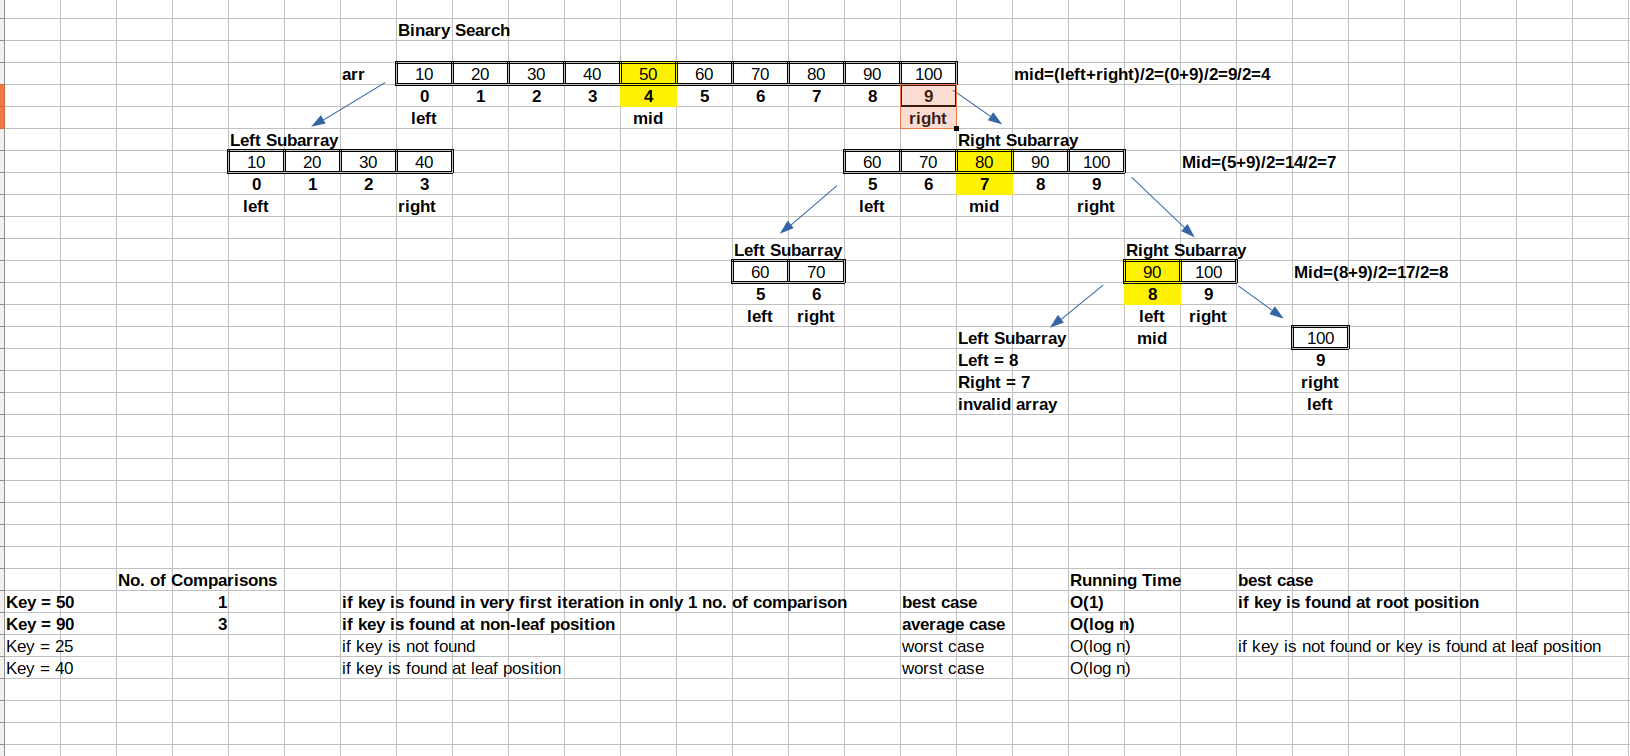 Binary Search
arr 10 20 30 40 50 60 70 80 90 100 mid=(left+right)/2=(0+9)/2=9/2=4
0 1 2 3 4 5 6 7 8 9
left mid right
Left Subarray Right Subarray
10 20 30 40 60 70 80 90 100 Mid=(5+9)/2=14/2=7
0 1 2 3 5 6 7 8 9
left right left mid right
Left Subarray Right Subarray
60 70 90 100 Mid=(8+9)/2=17/2=8
5 6 8 9
left right left right
Left Subarray mid 100
Left = 8 9
Right = 7 right
invalid array left
No. of Comparisons Running Time best case
Key = 50 1 if key is found in very first iteration in only 1 no. of comparison best case O(1) if key is found at root position
Key = 90 3 if key is found at non-leaf position average case O(log n)
Key = 25 if key is not found worst case O(log n) if key is not found or key is found at leaf position
Key = 40 if key is found at leaf position worst case O(log n)